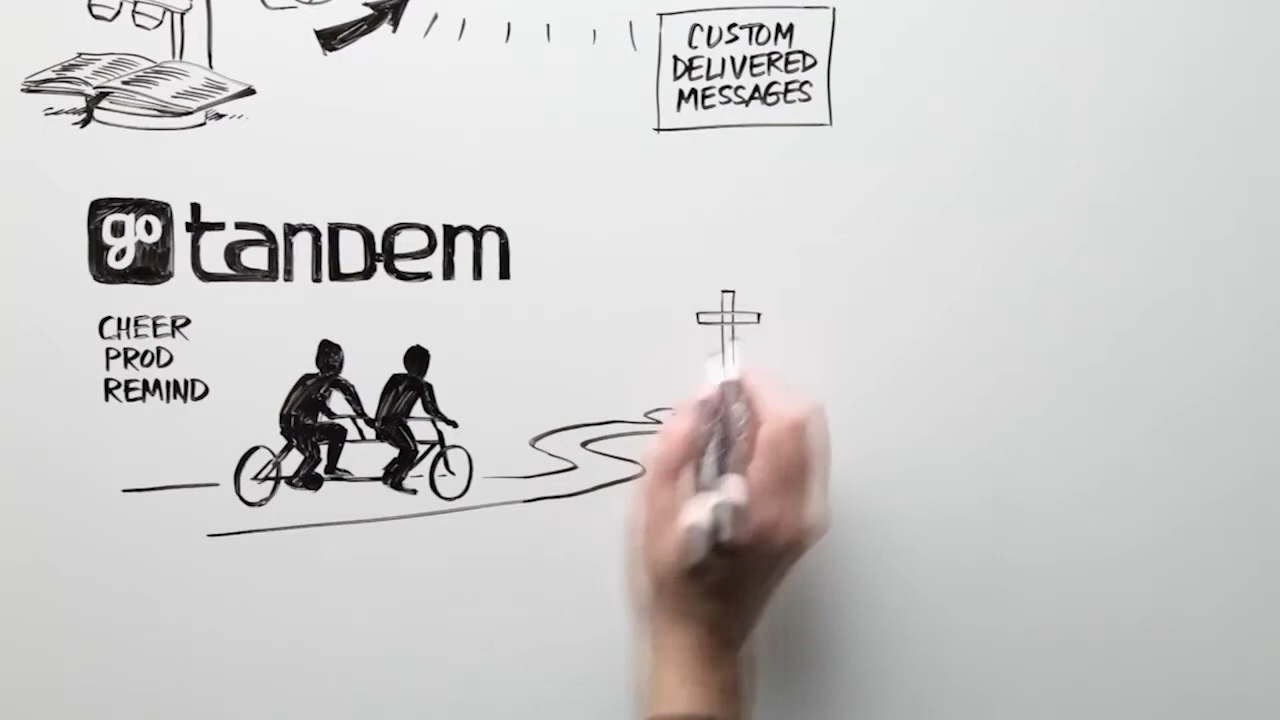 CUSTOM
DELIVERED
MESSAGES
go tandem
CHEER
PROD
REMIND